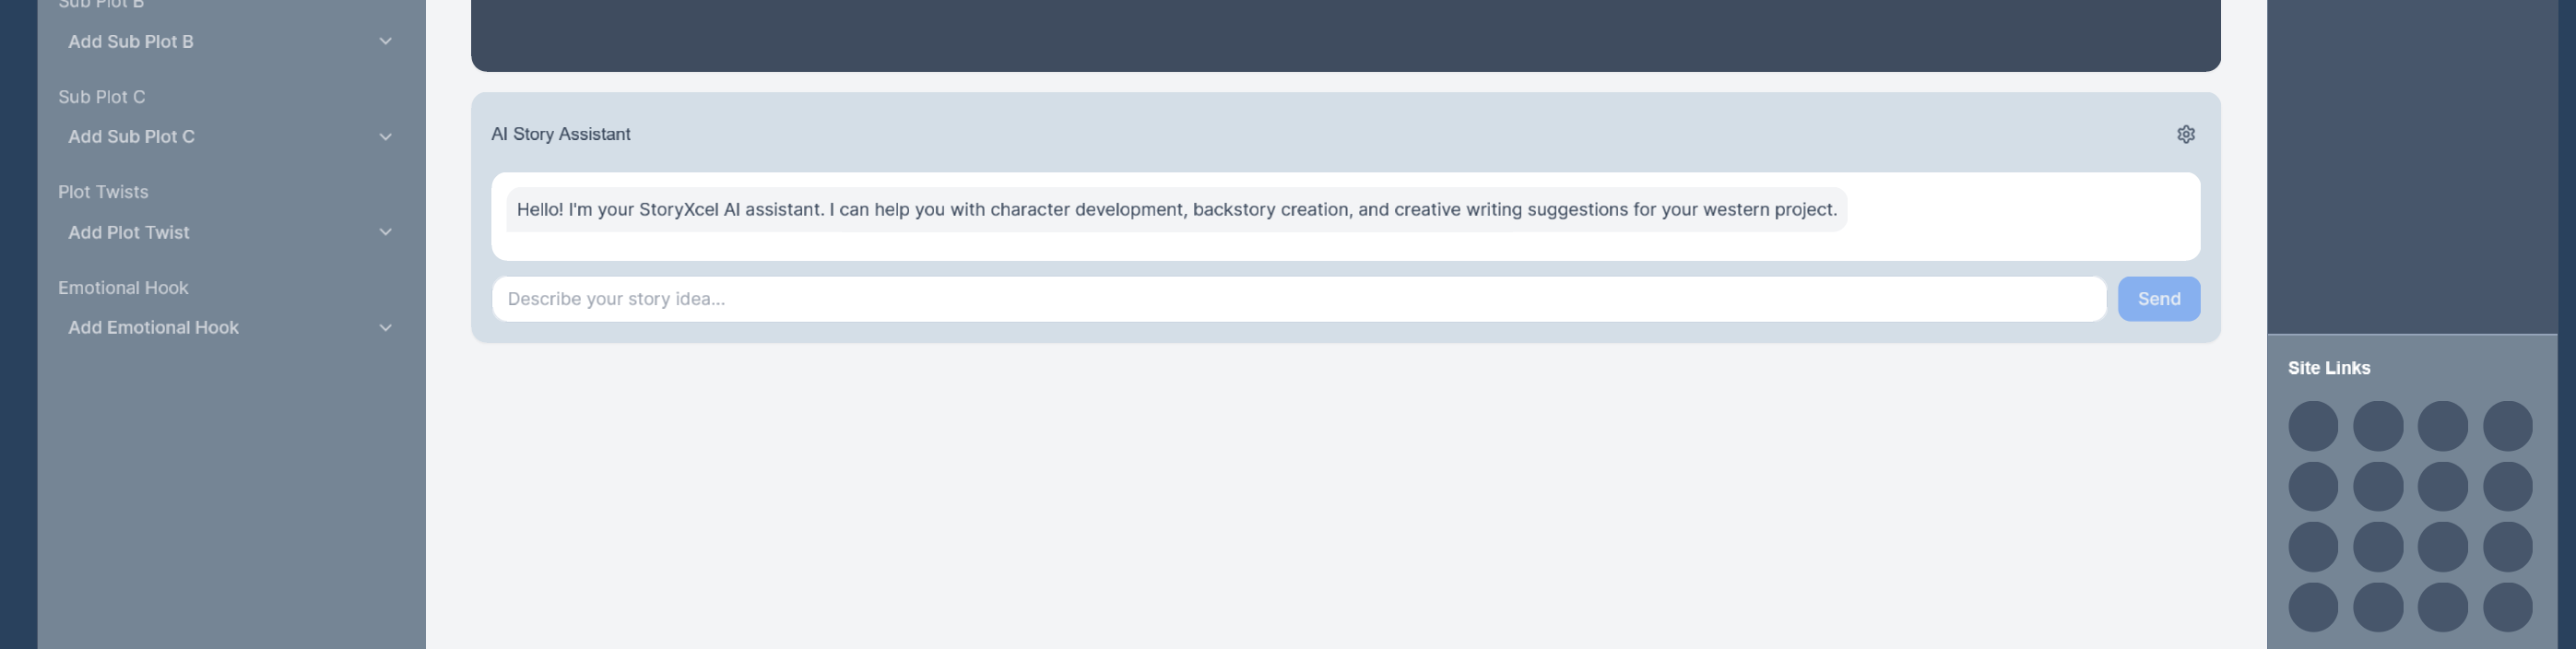 Sub Plot B
Add Sub Plot B
Sub Plot C
Add Sub Plot C
Plot Twists
Add Plot Twist
Emotional Hook
Add Emotional Hook
AI Story Assistant
Hello! I'm your StoryXcel AI assistant. I can help you with character development, backstory creation, and creative writing suggestions for your western project.
Describe your story idea...
Send
Site Links